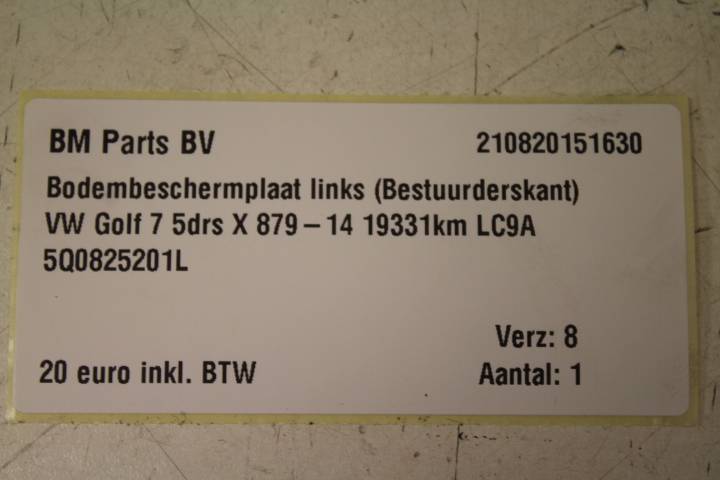 BM Parts BV 210820151630
Bodembeschermplaat links (Bestuurderskant)
VW Golf 7 5drs X 879 – 14 19331km LC9A
5Q0825201L
Verz: 8
20 euro inkl. BTW Aantal: 1